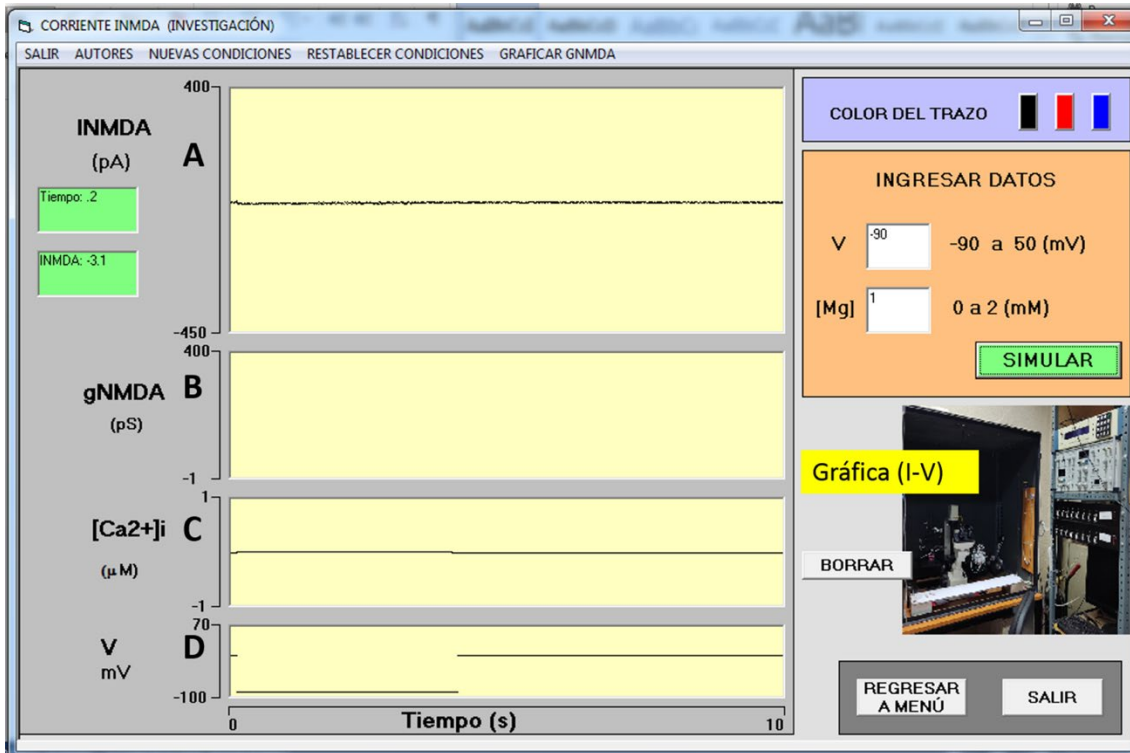 CORRIENTE INMDA (INVESTIGACIÓN)
SALIR AUTORES NUEVAS CONDICIONES RESTABLECER CONDICIONES GRAFICAR GNMDA
400
INMDA
(pA)
A
Tiempo: .2
INMDA: -3.1
-450
400
gNMDA
B
(pS)
-1
1
[Ca2+]i
C
(µM)
-1
70
V
D
mV
-100
0
Tiempo (s)
10
COLOR DEL TRAZO
INGRESAR DATOS
V -90 -90 a 50 (mV)
[Mg] 1 0 a 2 (mM)
SIMULAR
Gráfica (I-V)
BORRAR
REGRESAR
A MENÚ
SALIR